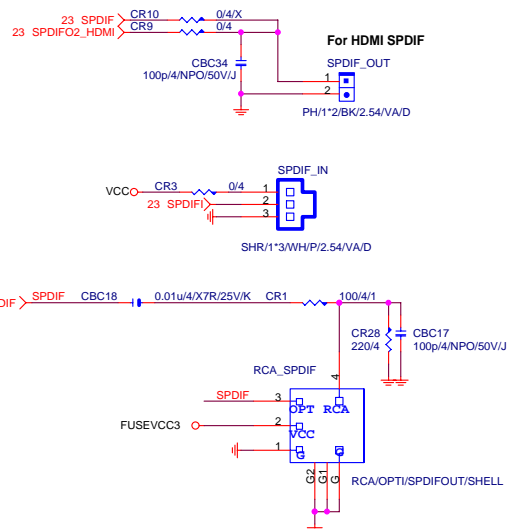 23 SPDIF CR10 0/4/X
23 SPDIFO2_HDMI CR9 0/4
For HDMI SPDIF
CBC34
100p/4/NPO/50V/J
SPDIF_OUT
1
2
PH/1*2/BK/2.54/VA/D
SPDIF_IN
VCC CR3 0/4 1
23 SPDIFI 2
3
SHR/1*3/WH/P/2.54/VA/D
DIF SPDIF CBC18 0.01u/4/X7R/25V/K CR1 100/4/1
CR28
220/4
CBC17
100p/4/NPO/50V/J
RCA_SPDIF
4
SPDIF 3 OPT RCA
FUSEVCC3 2 VCC
1 G G
RCA/OPTI/SPDIFOUT/SHELL
G2 G1 G